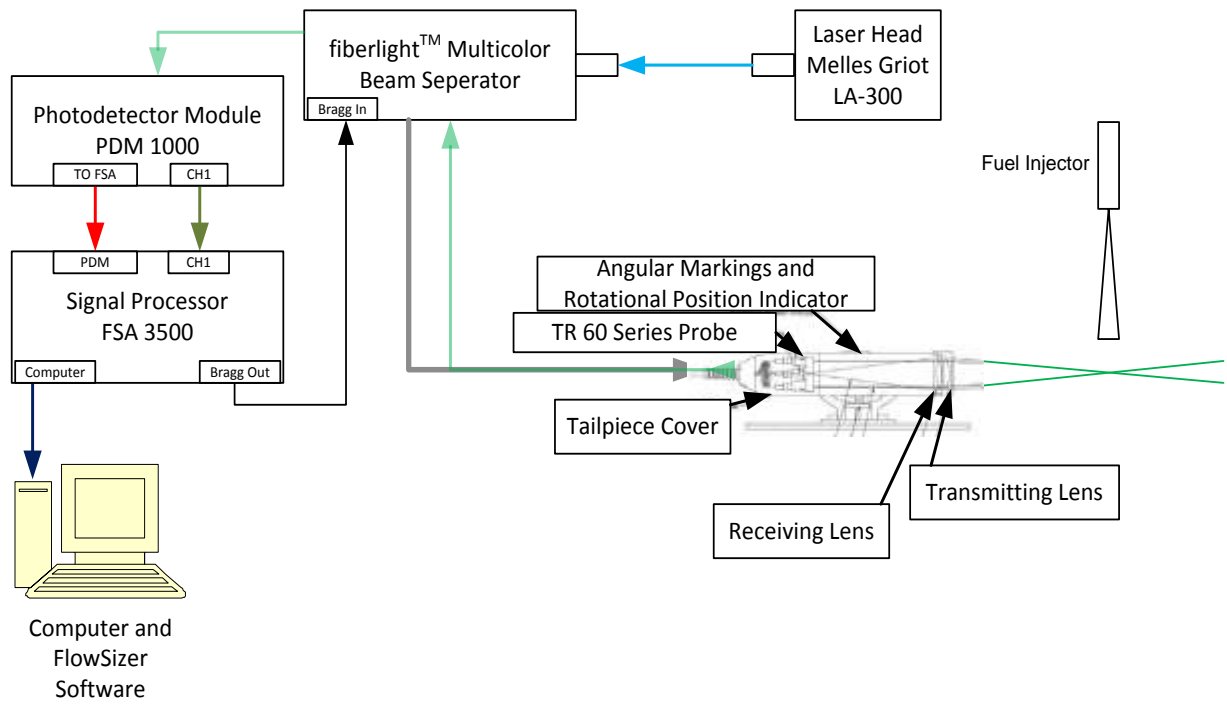 fiberlight™ Multicolor
Beam Seperator
Bragg In
Laser Head
Melles Griot
LA-300
Photodetector Module
PDM 1000
TO FSA
CH1
Fuel Injector
PDM
CH1
Signal Processor
FSA 3500
Computer
Bragg Out
Angular Markings and
Rotational Position Indicator
TR 60 Series Probe
Tailpiece Cover
Transmitting Lens
Receiving Lens
Computer and
FlowSizer
Software